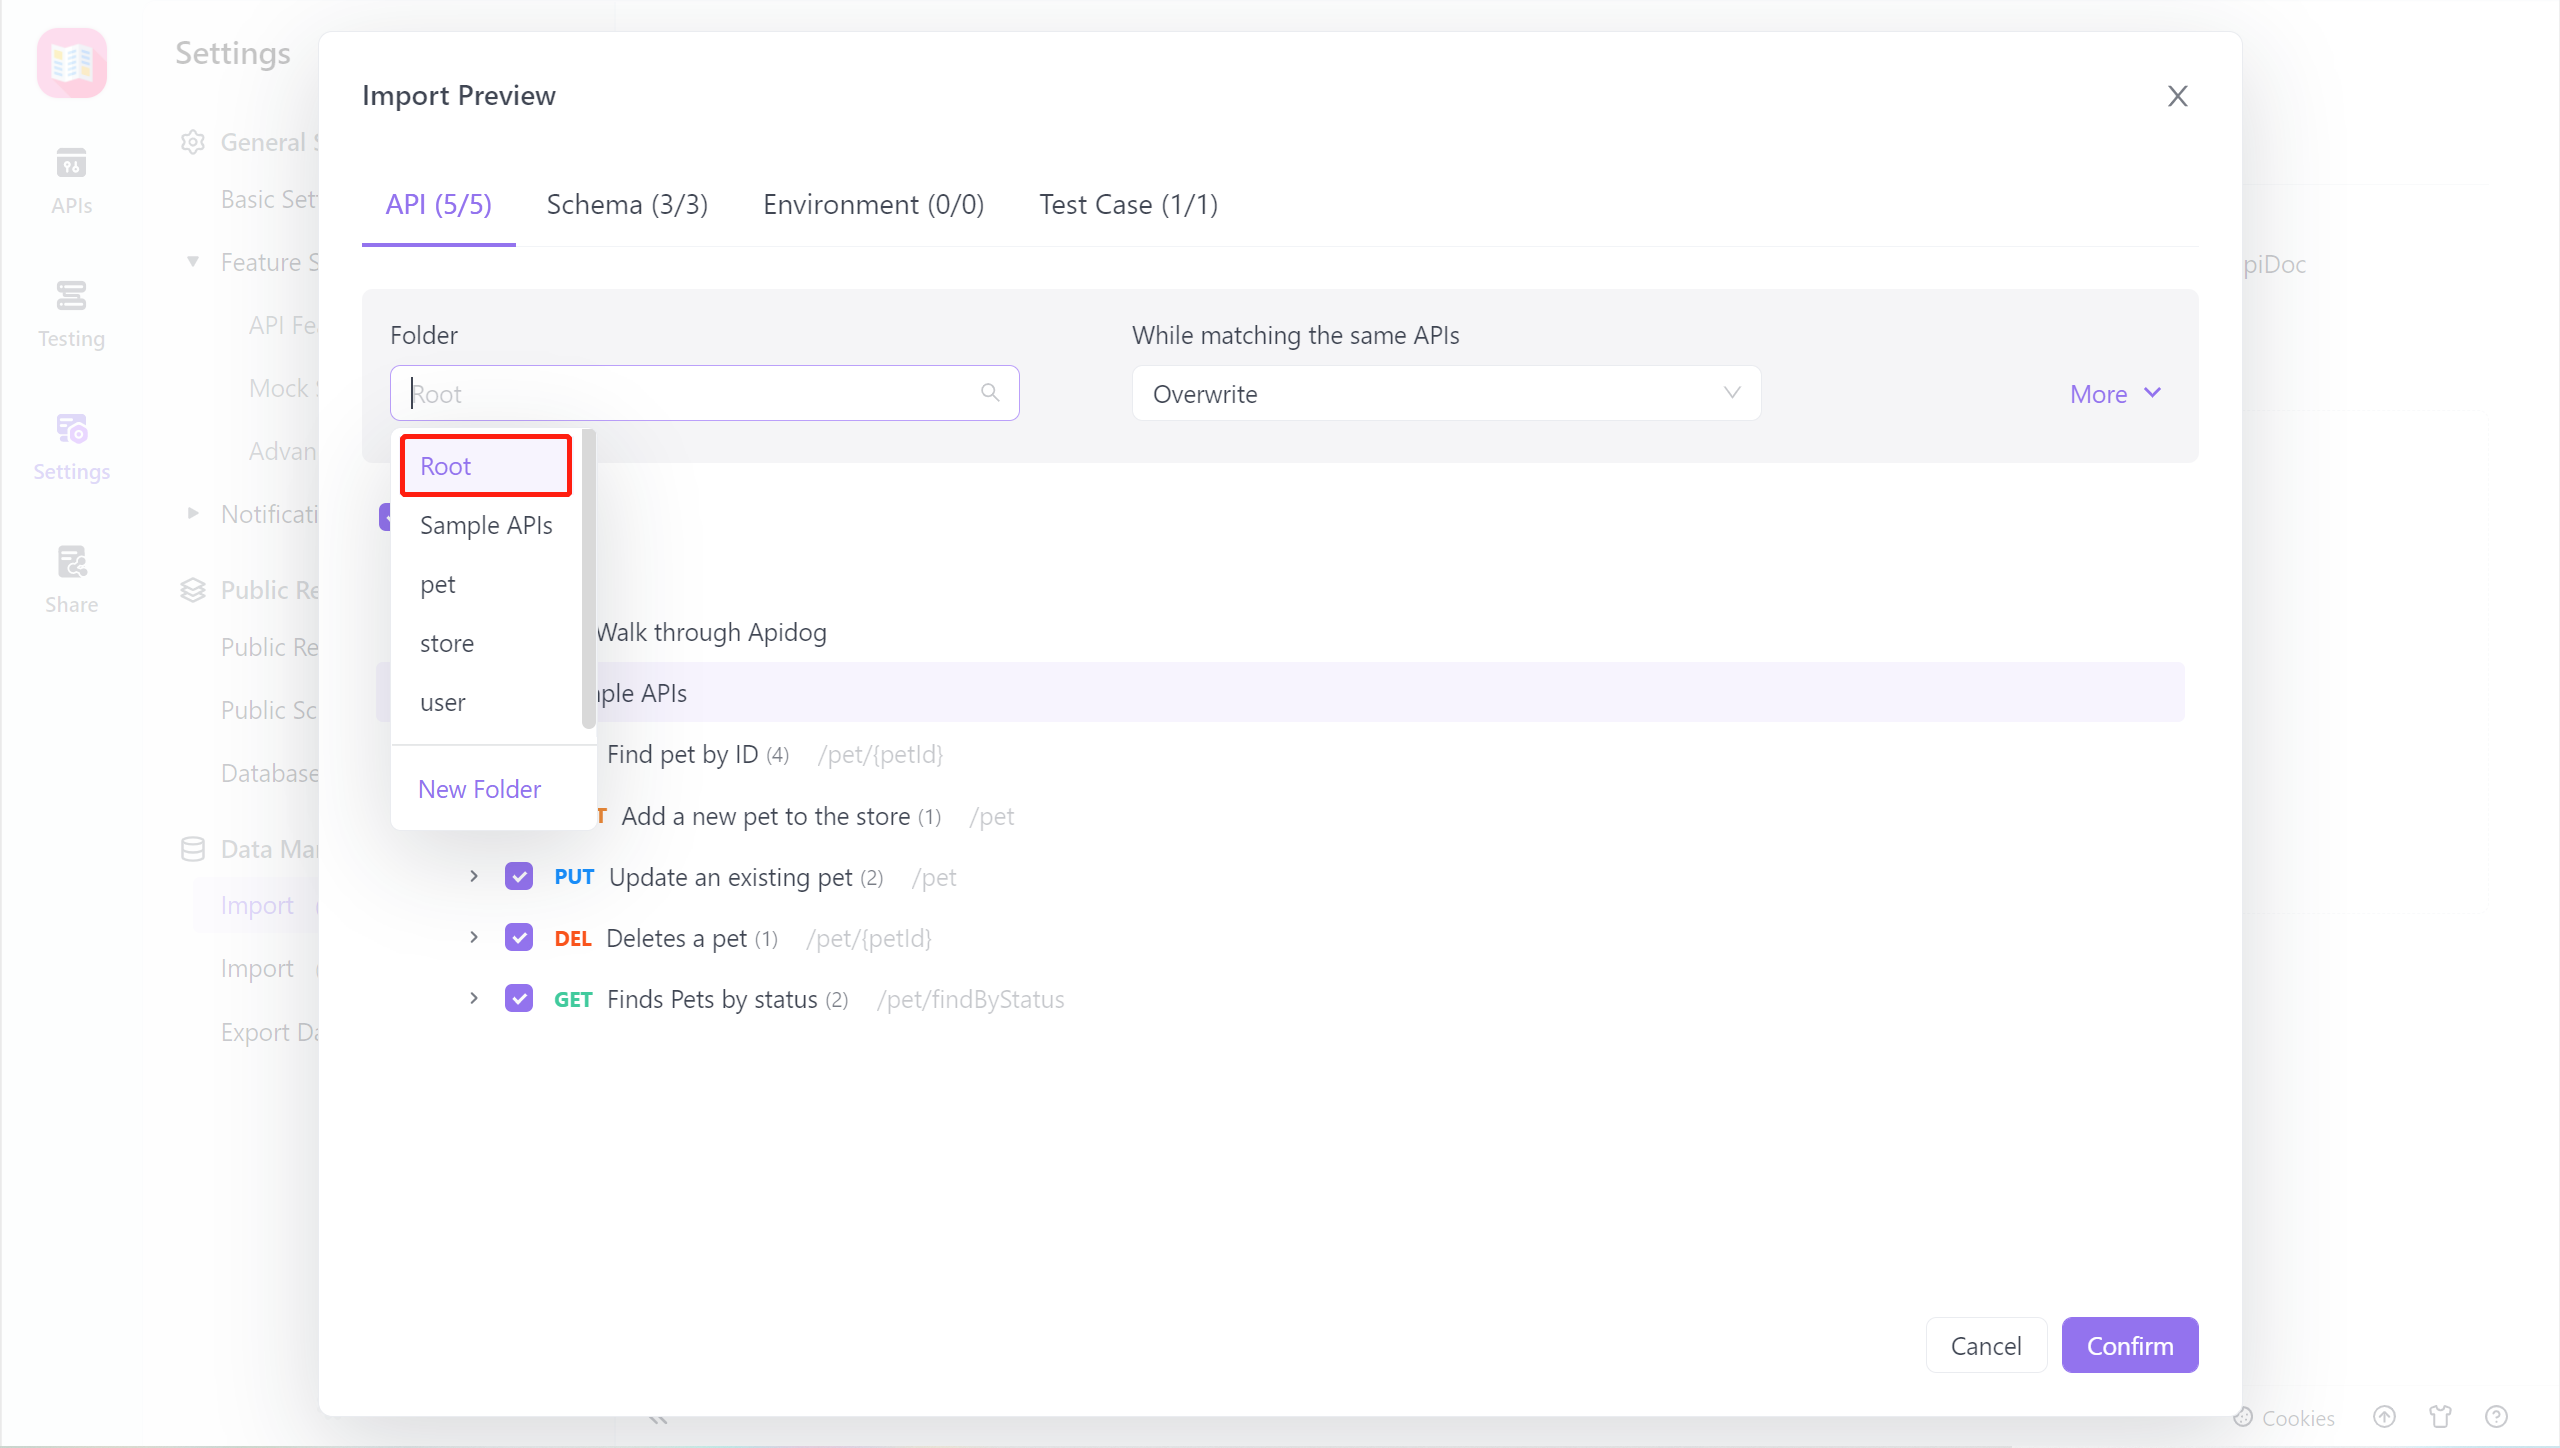 Settings
APIs
Testing
Settings
Share
General S
Basic Set
Feature S
API Fe
Mock S
Advan
Notificati
Public Re
Public Re
Public Sc
Database
Data Ma
Import
Import
Export Da
Import Preview
API (5/5) Schema (3/3) Environment (0/0) Test Case (1/1)
Folder
Root
While matching the same APIs
Overwrite
More
Root
Sample APIs
pet
store
user
New Folder
Walk through Apidog
ple APIs
Find pet by ID (4) /pet/{petId}
T Add a new pet to the store (1) /pet
PUT Update an existing pet (2) /pet
DEL Deletes a pet (1) /pet/{petId}
GET Finds Pets by status (2) /pet/findByStatus
Cancel Confirm
piDoc
Cookies